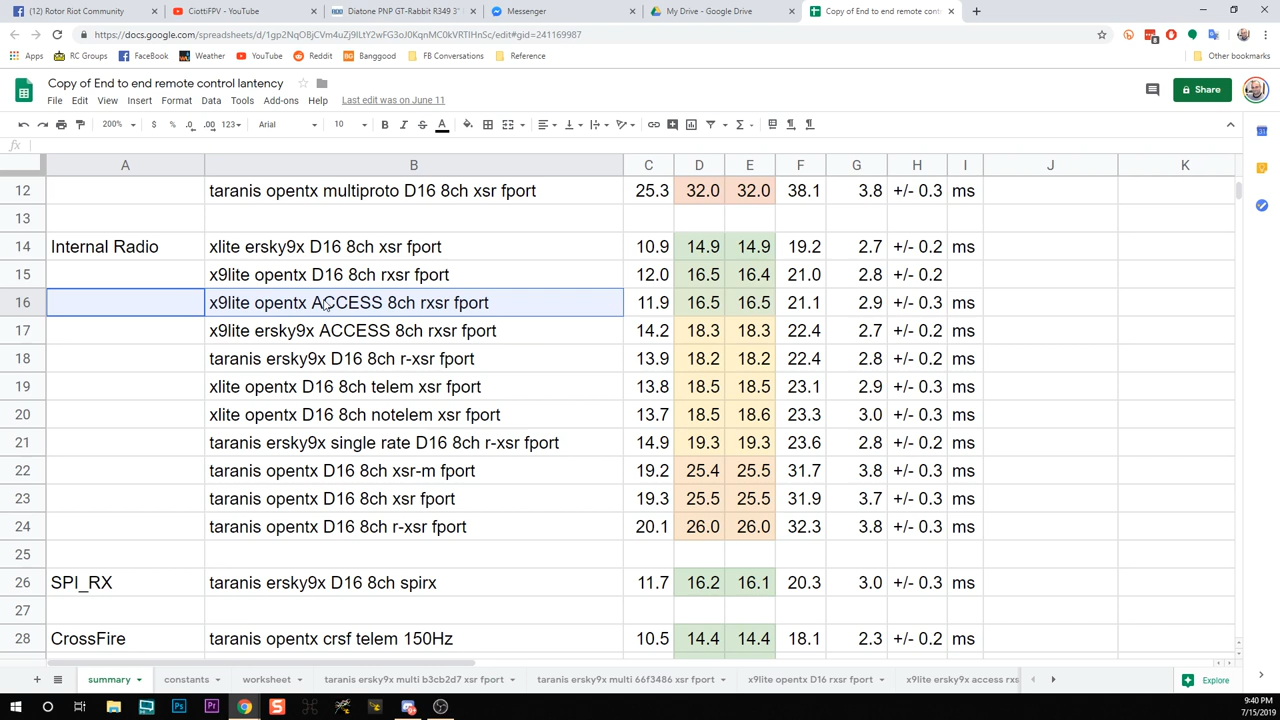 (12) Rotor Riot Community
CiottiFPV - YouTube
Diatone PNP GT-Rabbit R349 3"
Messenger
My Drive - Google Drive
Copy of End to end remote contro
https://docs.google.com/spreadsheets/d/1gp2NqOBjCVm4uZj9ILtY2wFG3oJ0KqnMC0kVRTIHnSc/edit#gid=241169987
Apps RC Groups FaceBook Weather YouTube Reddit Banggood FB Conversations Reference Other bookmarks
Copy of End to end remote control lantency
File Edit View Insert Format Data Tools Add-ons Help Last edit was on June 11
Share
200% $ % .0 .00 123 Arial 10 B I S A
fx
A B C D E F G H I J K
12 taranis opentx multiproto D16 8ch xsr fport 25.3 32.0 32.0 38.1 3.8 +/- 0.3 ms
13
14 Internal Radio xlite ersky9x D16 8ch xsr fport 10.9 14.9 14.9 19.2 2.7 +/- 0.2 ms
15 x9lite opentx D16 8ch rxsr fport 12.0 16.5 16.4 21.0 2.8 +/- 0.2
16 x9lite opentx ACCESS 8ch rxsr fport 11.9 16.5 16.5 21.1 2.9 +/- 0.3 ms
17 x9lite ersky9x ACCESS 8ch rxsr fport 14.2 18.3 18.3 22.4 2.7 +/- 0.2 ms
18 taranis ersky9x D16 8ch r-xsr fport 13.9 18.2 18.2 22.4 2.8 +/- 0.2 ms
19 xlite opentx D16 8ch telem xsr fport 13.8 18.5 18.5 23.1 2.9 +/- 0.3 ms
20 xlite opentx D16 8ch notelem xsr fport 13.7 18.5 18.6 23.3 3.0 +/- 0.3 ms
21 taranis ersky9x single rate D16 8ch r-xsr fport 14.9 19.3 19.3 23.6 2.8 +/- 0.2 ms
22 taranis opentx D16 8ch xsr-m fport 19.2 25.4 25.5 31.7 3.8 +/- 0.3 ms
23 taranis opentx D16 8ch xsr fport 19.3 25.5 25.5 31.9 3.7 +/- 0.3 ms
24 taranis opentx D16 8ch r-xsr fport 20.1 26.0 26.0 32.3 3.8 +/- 0.3 ms
25
26 SPI_RX taranis ersky9x D16 8ch spirx 11.7 16.2 16.1 20.3 3.0 +/- 0.3 ms
27
28 CrossFire taranis opentx crsf telem 150Hz 10.5 14.4 14.4 18.1 2.3 +/- 0.2 ms
summary constants worksheet taranis ersky9x multi b3cb2d7 xsr fport taranis ersky9x multi 66f3486 xsr fport x9lite opentx D16 rxsr fport x9lite ersky9x access rxs
Explore
9:40 PM
7/15/2019